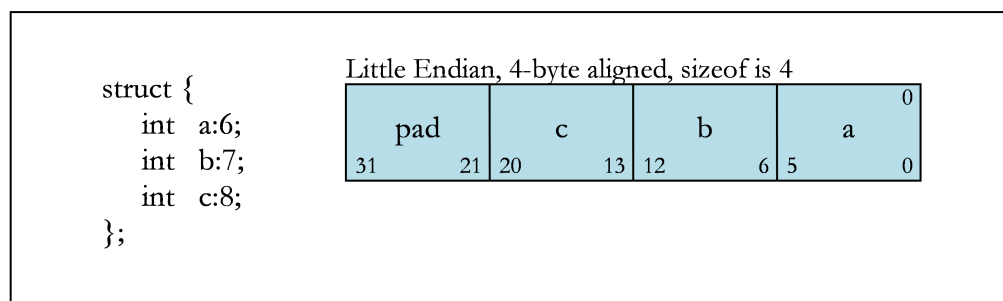 struct {
int a:6;
int b:7;
int c:8;
};
Little Endian, 4-byte aligned, sizeof is 4
0
pad c b a
31 21 20 13 12 6 5 0